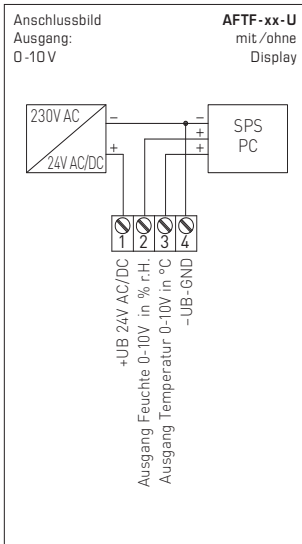 Anschlussbild
Ausgang:
0-10 V
AFTF-xx-U
mit/ohne
Display
230V AC
24V AC/DC
–
+
–
+
+
SPS
PC
1
2
3
4
+UB 24V AC/DC
Ausgang Feuchte 0-10V in % r.H.
Ausgang Temperatur 0-10V in °C
–UB-GND